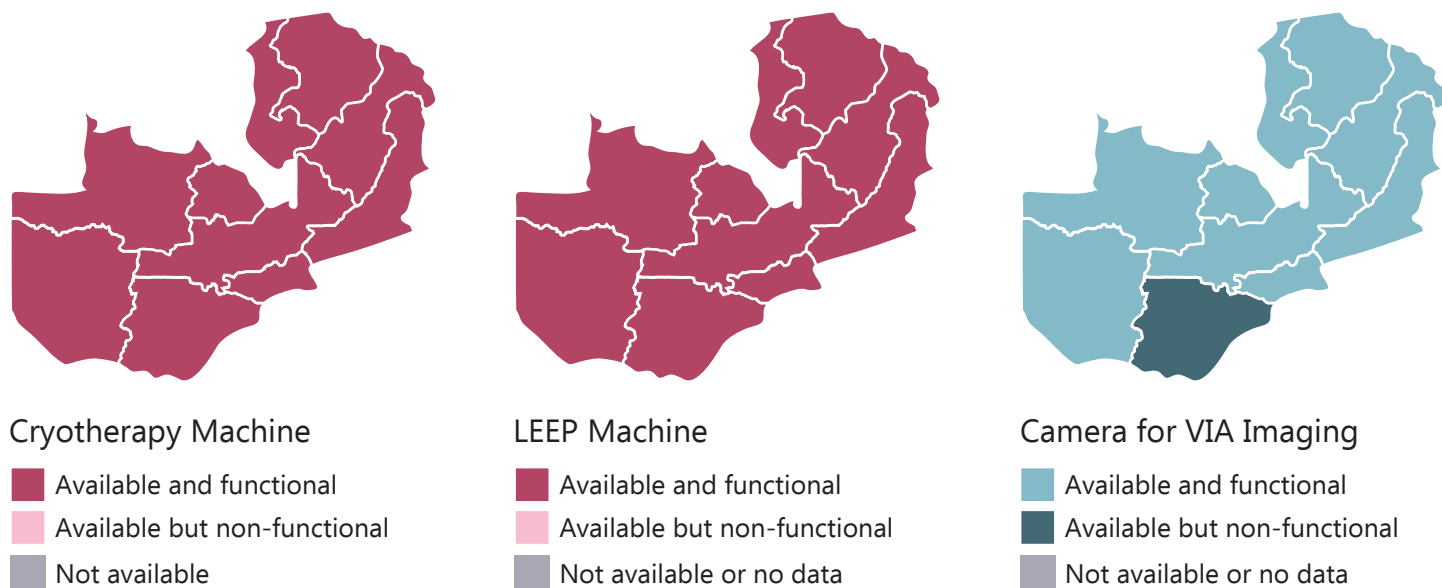 Cryotherapy Machine
Available and functional
Available but non-functional
Not available
LEEP Machine
Available and functional
Available but non-functional
Not available or no data
Camera for VIA Imaging
Available and functional
Available but non-functional
Not available or no data